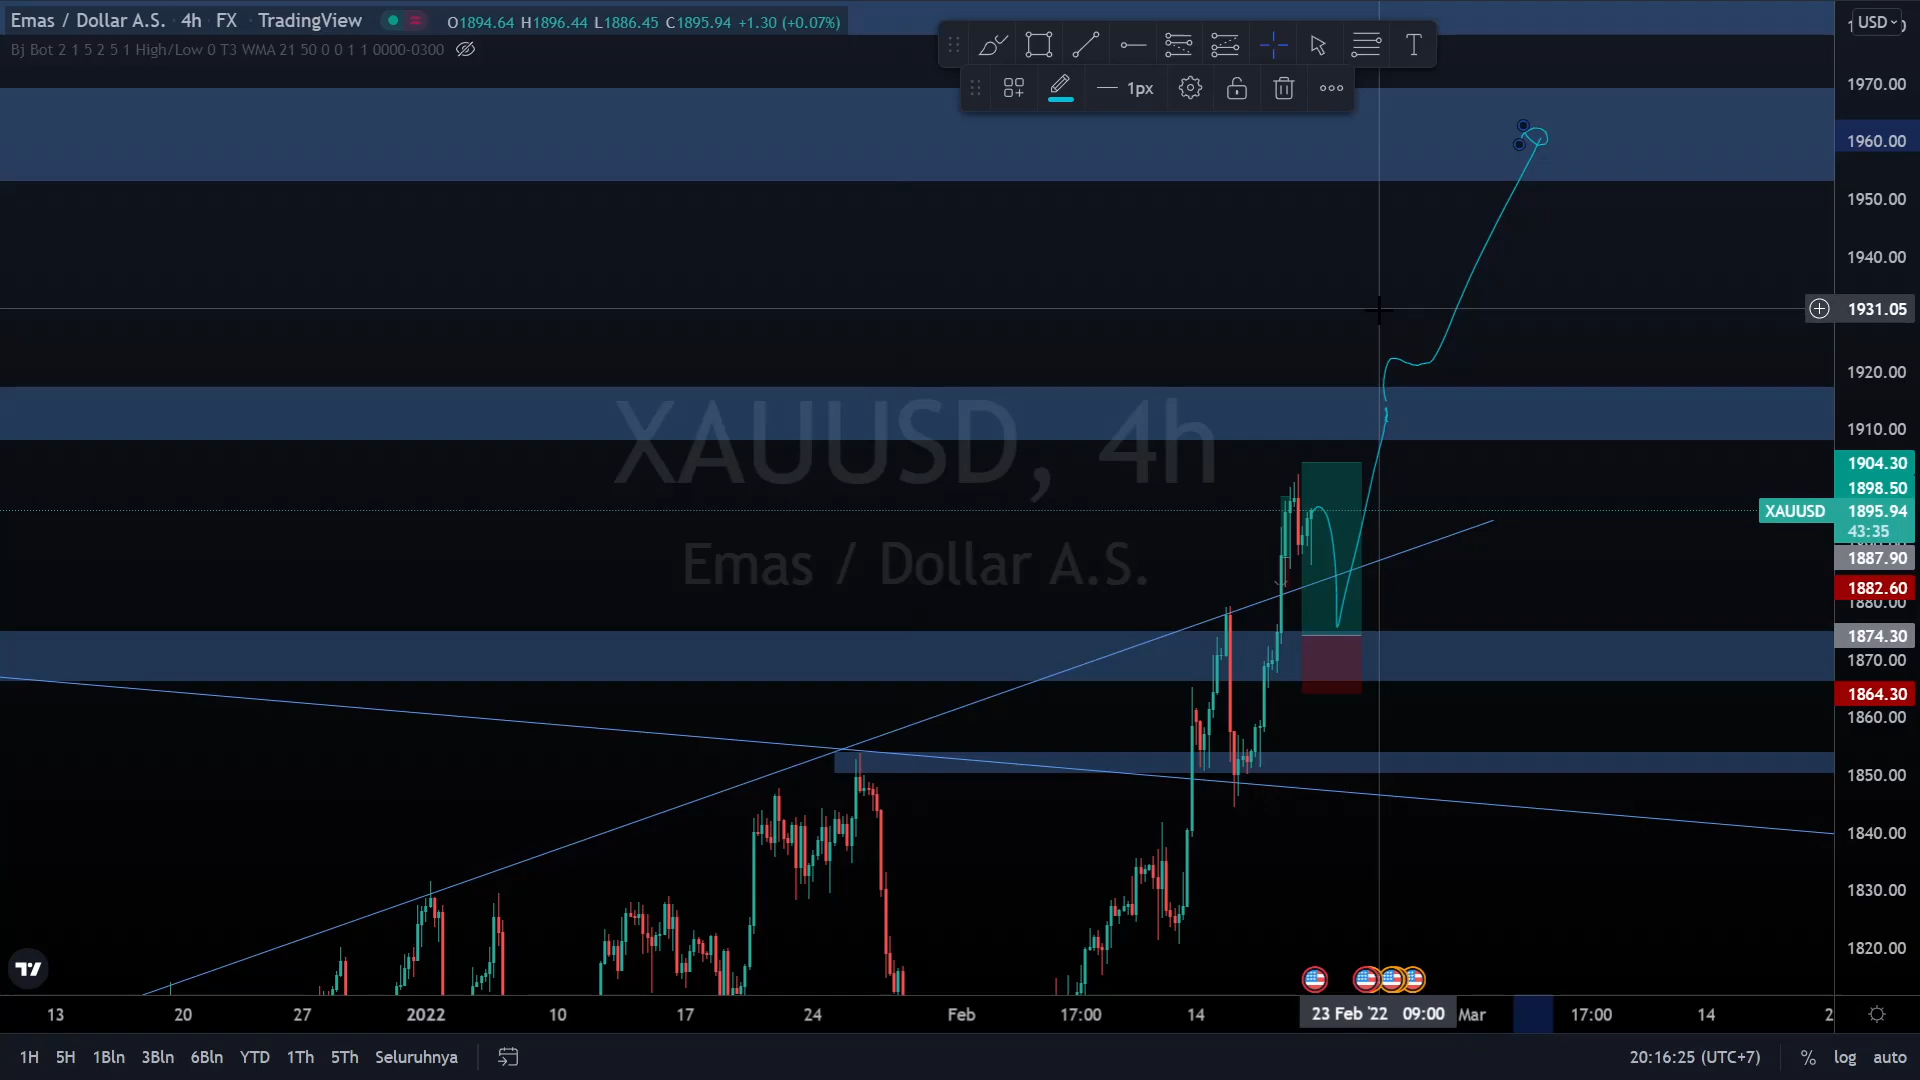 Emas / Dollar A.S. · 4h · FX · TradingView O1894.64 H1896.44 L1886.45 C1895.94 +1.30 (+0.07%)
Bj Bot 2 1 5 2 5 1 High/Low 0 T3 WMA 21 50 0 0 1 1 0000-0300
T
USD
1px
1970.00
1960.00
1950.00
1940.00
1931.05
1920.00
1910.00
1904.30
1898.50
XAUUSD 1895.94
43:35
1887.90
1882.60
1880.00
1874.30
1870.00
1864.30
1860.00
1850.00
1840.00
1830.00
1820.00
XAUUSD, 4h
Emas / Dollar A.S.
13 20 27 2022 10 17 24 Feb 17:00 14 23 Feb '22 09:00 Mar 17:00 14 2
1H 5H 1Bln 3Bln 6Bln YTD 1Th 5Th Seluruhnya 20:16:25 (UTC+7) % log auto